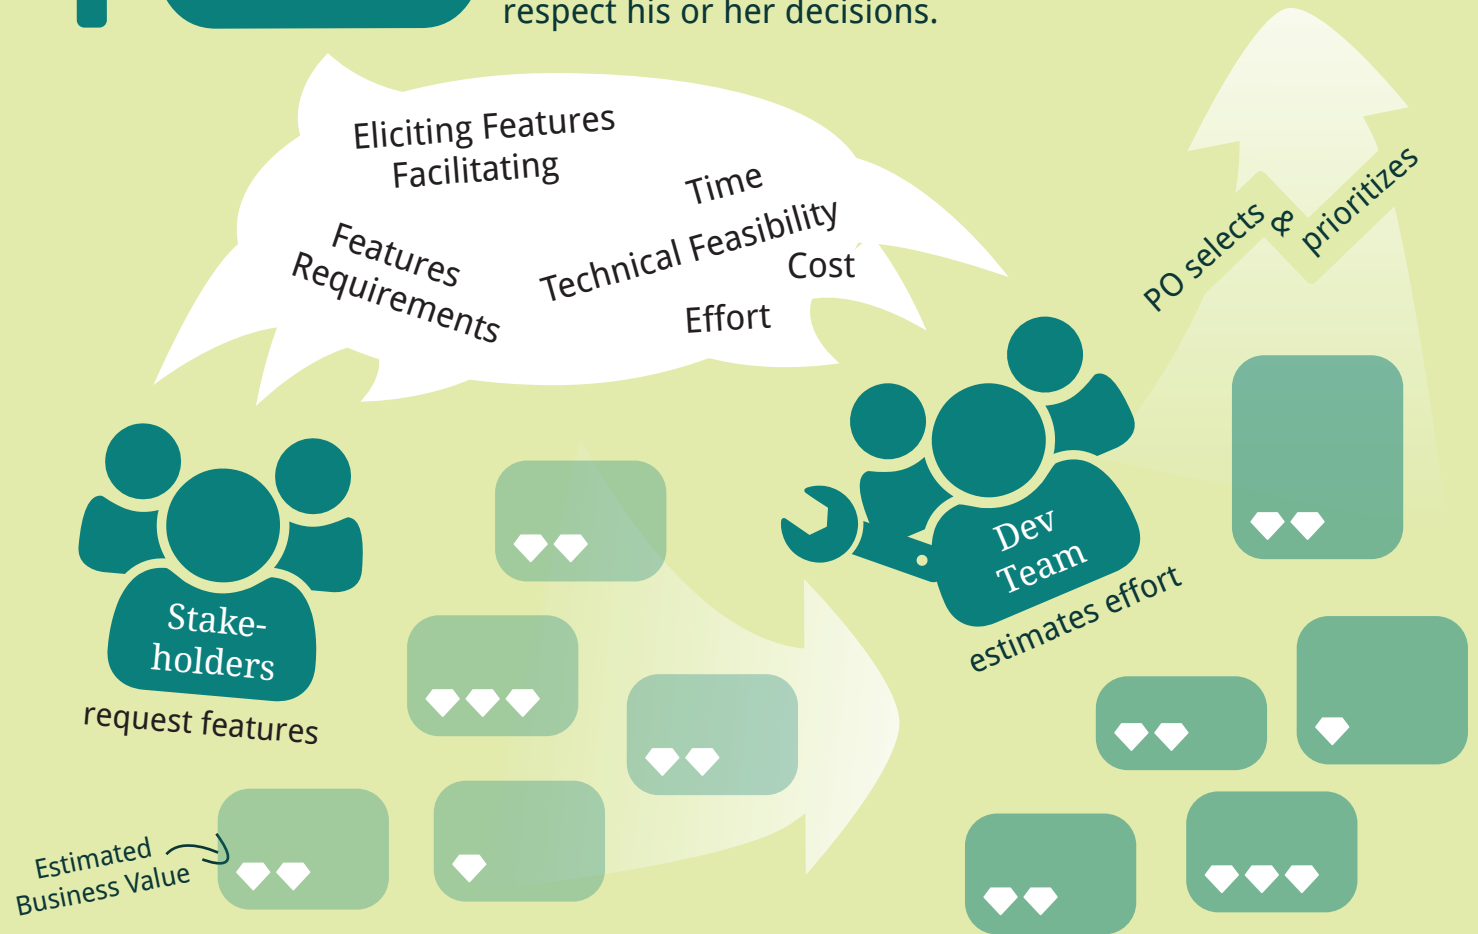 respect his or her decisions.
Eliciting Features
Facilitating
Features
Requirements
Time
Technical Feasibility
Cost
Effort
PO selects
&
prioritizes
Stake-
holders
request features
Dev
Team
estimates effort
Estimated
Business Value